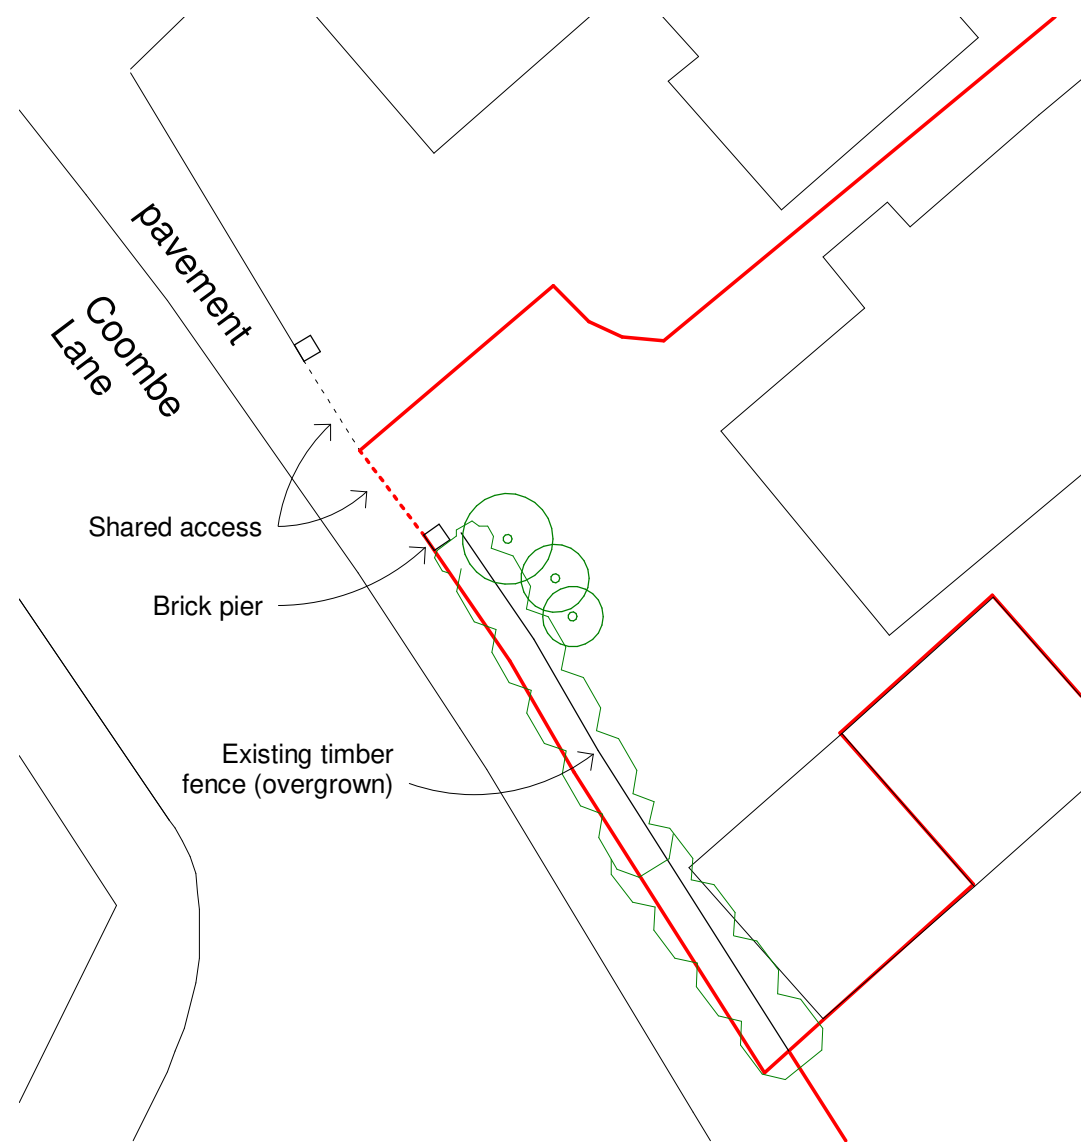 pavement
Coombe
Lane
Shared access
Brick pier
Existing timber
fence (overgrown)